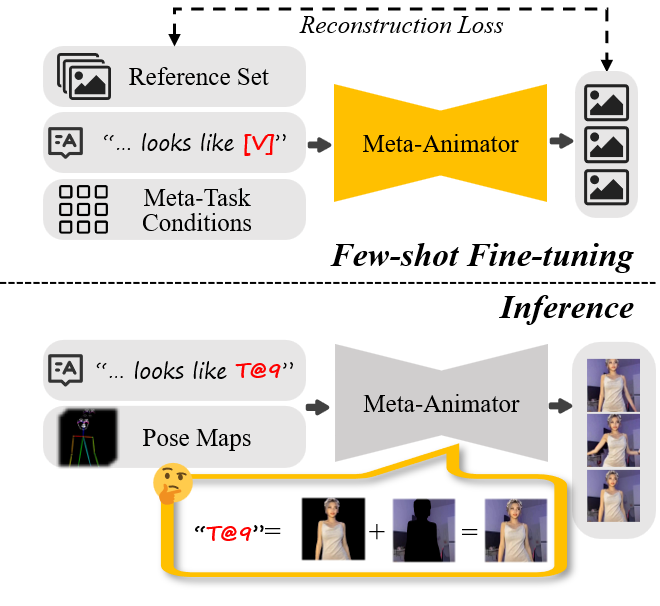 Reconstruction Loss
Reference Set
“... looks like [V]”
Meta-Task
Conditions
Meta-Animator
Few-shot Fine-tuning
Inference
“... looks like T@9”
Pose Maps
Meta-Animator
“T@9”= + =